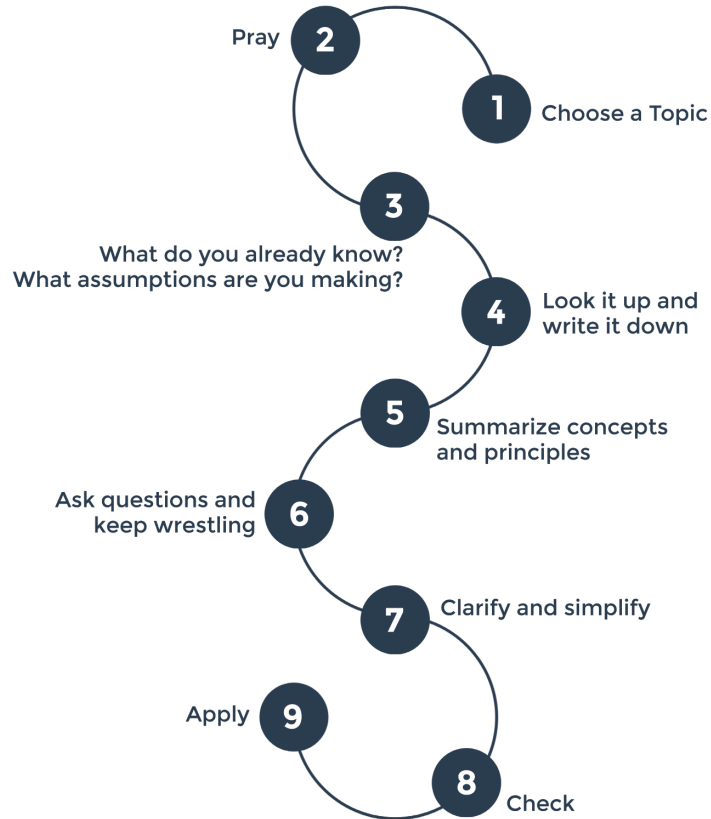 1
Choose a Topic
2
Pray
3
What do you already know?
What assumptions are you making?
4
Look it up and
write it down
5
Summarize concepts
and principles
6
Ask questions and
keep wrestling
7
Clarify and simplify
8
Check
9
Apply